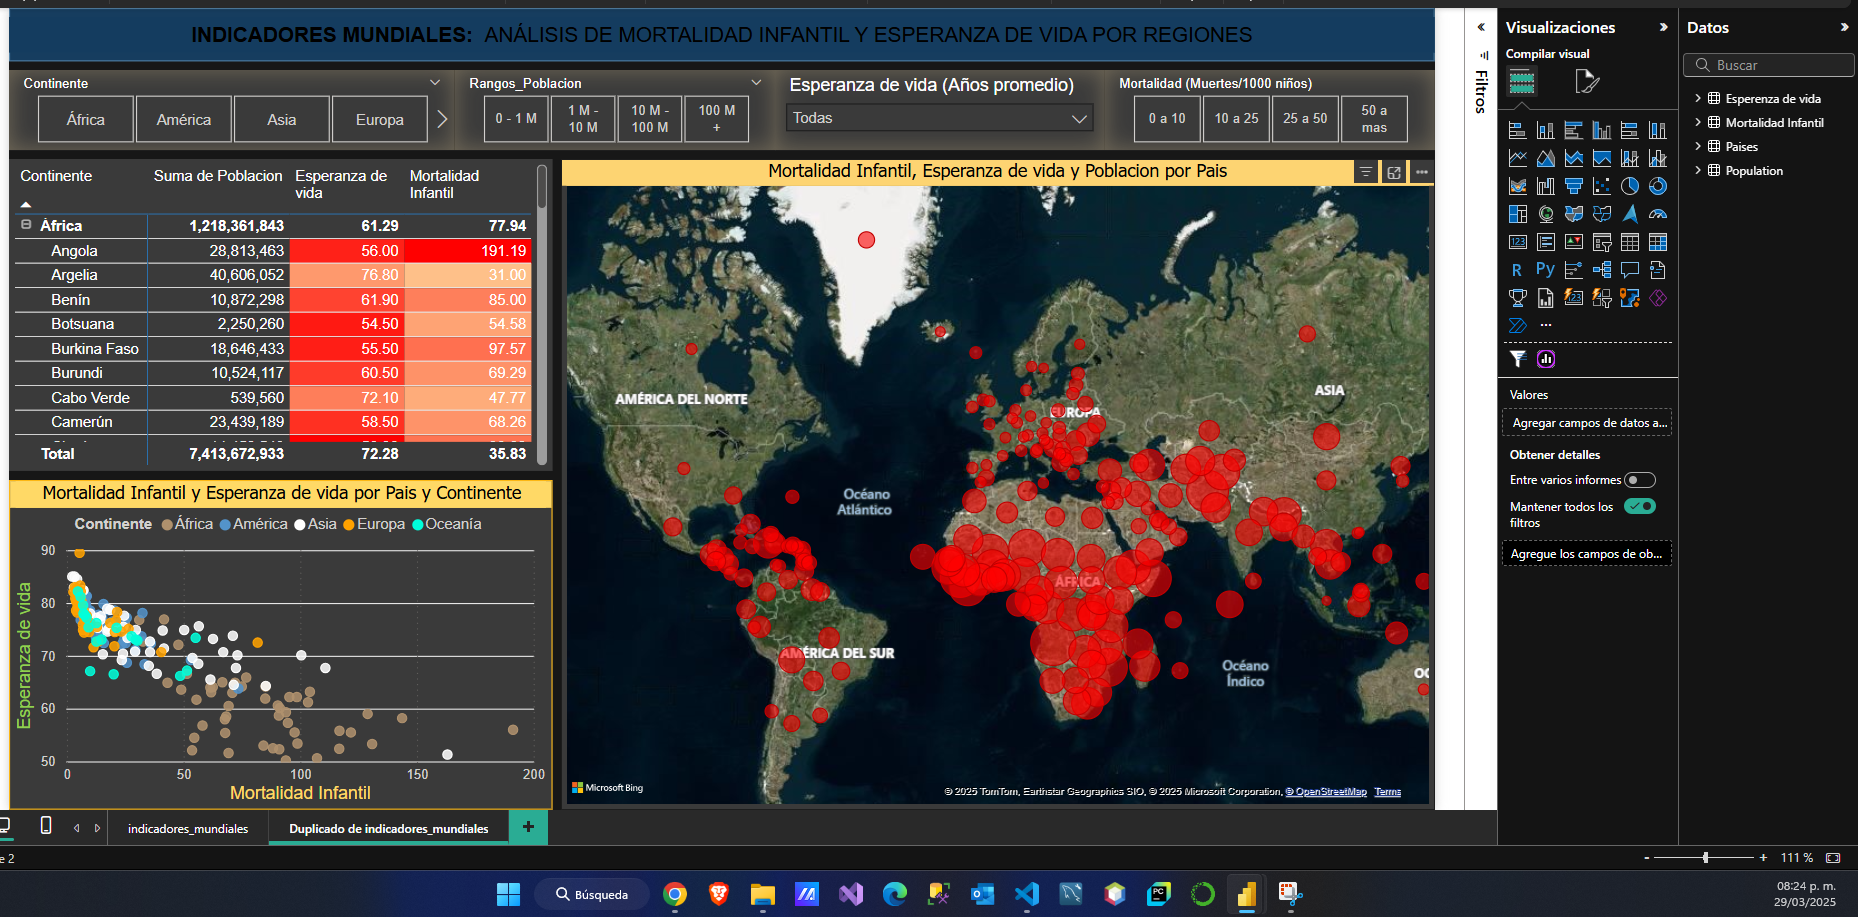 INDICADORES MUNDIALES: ANÁLISIS DE MORTALIDAD INFANTIL Y ESPERANZA DE VIDA POR REGIONES
Continente
África
América
Asia
Europa
Rangos_Poblacion
0 - 1 M
1 M -
10 M
10 M -
100 M
100 M
+
Esperanza de vida (Años promedio)
Todas
Mortalidad (Muertes/1000 niños)
0 a 10
10 a 25
25 a 50
50 a
mas
Continente Suma de Poblacion Esperanza de vida Mortalidad Infantil
África 1,218,361,843 61.29 77.94
Angola 28,813,463 56.00 191.19
Argelia 40,606,052 76.80 31.00
Benín 10,872,298 61.90 85.00
Botsuana 2,250,260 54.50 54.58
Burkina Faso 18,646,433 55.50 97.57
Burundi 10,524,117 60.50 69.29
Cabo Verde 539,560 72.10 47.77
Camerún 23,439,189 58.50 68.26
Total 7,413,672,933 72.28 35.83
Mortalidad Infantil y Esperanza de vida por Pais y Continente
Continente África América Asia Europa Oceanía
Esperanza de vida
90
80
70
60
50
0 50 100 150 200
Mortalidad Infantil
Mortalidad Infantil, Esperanza de vida y Poblacion por Pais
AMÉRICA DEL NORTE
EUROPA
ASIA
Océano
Atlántico
ÁFRICA
AMÉRICA DEL SUR
Océano
Índico
OC
Microsoft Bing
© 2025 TomTom, Earthstar Geographics SIO, © 2025 Microsoft Corporation, © OpenStreetMap Terms
Filtros
Visualizaciones
Compilar visual
123
R Py
123
Valores
Agregar campos de datos a...
Obtener detalles
Entre varios informes
Mantener todos los
filtros
Agregue los campos de ob...
Datos
Buscar
Esperenza de vida
Mortalidad Infantil
Paises
Population
indicadores_mundiales
Duplicado de indicadores_mundiales
+
e 2
- + 111 %
Búsqueda
PC
08:24 p. m.
29/03/2025